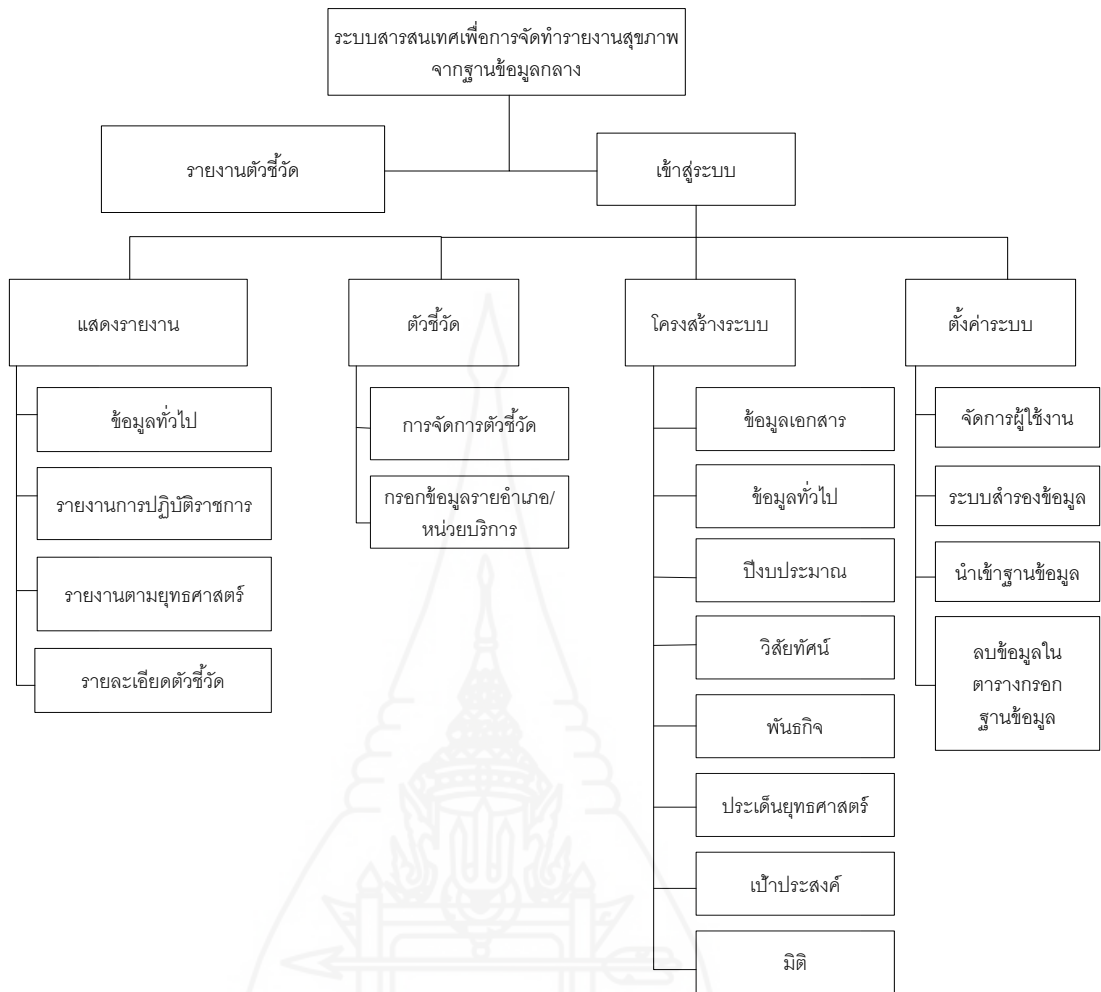 ระบบสารสนเทศเพื่อการจัดทำรายงานสุขภาพ
จากฐานข้อมูลกลาง
รายงานตัวชี้วัด
เข้าสู่ระบบ
แสดงรายงาน
ข้อมูลทั่วไป
รายงานการปฏิบัติราชการ
รายงานตามยุทธศาสตร์
รายละเอียดตัวชี้วัด
ตัวชี้วัด
การจัดการตัวชี้วัด
กรอกข้อมูลรายอำเภอ/
หน่วยบริการ
โครงสร้างระบบ
ข้อมูลเอกสาร
ข้อมูลทั่วไป
ปีงบประมาณ
วิสัยทัศน์
พันธกิจ
ประเด็นยุทธศาสตร์
เป้าประสงค์
มิติ
ตั้งค่าระบบ
จัดการผู้ใช้งาน
ระบบสำรองข้อมูล
นำเข้าฐานข้อมูล
ลบข้อมูลใน
ตารางกรอก
ฐานข้อมูล